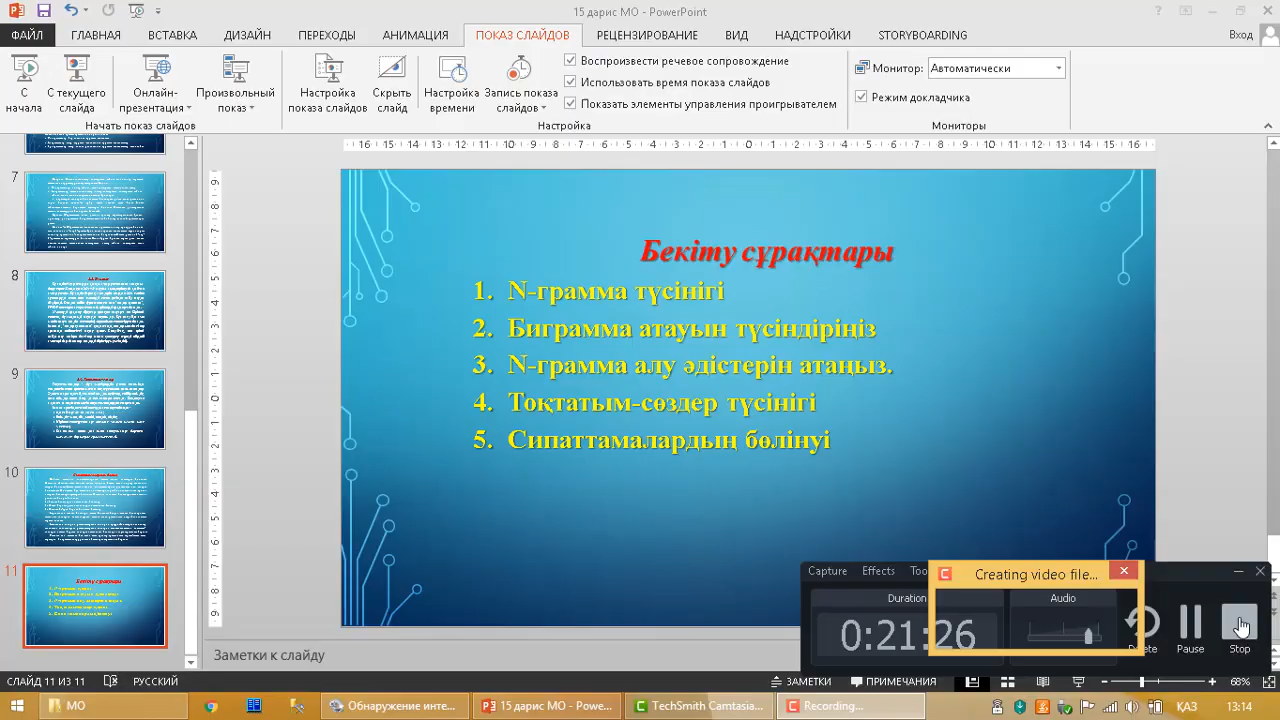 15 дарис МО - PowerPoint
ФАЙЛ ГЛАВНАЯ ВСТАВКА ДИЗАЙН ПЕРЕХОДЫ АНИМАЦИЯ ПОКАЗ СЛАЙДОВ РЕЦЕНЗИРОВАНИЕ ВИД НАДСТРОЙКИ STORYBOARDING Вход
С начала
С текущего слайда
Онлайн-презентация
Произвольный показ
Начать показ слайдов
Настройка показа слайдов
Скрыть слайд
Настройка времени
Запись показа слайдов
Воспроизвести речевое сопровождение
Использовать время показа слайдов
Показать элементы управления проигрывателем
Настройка
Монитор: Автоматически
Режим докладчика
Мониторы
7
8
9
10
11
Бекіту сұрақтары
1. N-грамма түсінігі
2. Биграмма атауын түсіндіріңіз
3. N-грамма алу әдістерін атаңыз.
4. Тоқтатым-сөздер түсінігі
5. Сипаттамалардың бөлінуі
Capture Effects
Creating video file...
Duration
Audio
0:21:26
Pause
Stop
Заметки к слайду
СЛАЙД 11 ИЗ 11 РУССКИЙ ЗАМЕТКИ ПРИМЕЧАНИЯ 68%
МО
Обнаружение инте...
15 дарис МО - Powe...
TechSmith Camtasia...
Recording...
ҚАЗ 13:14